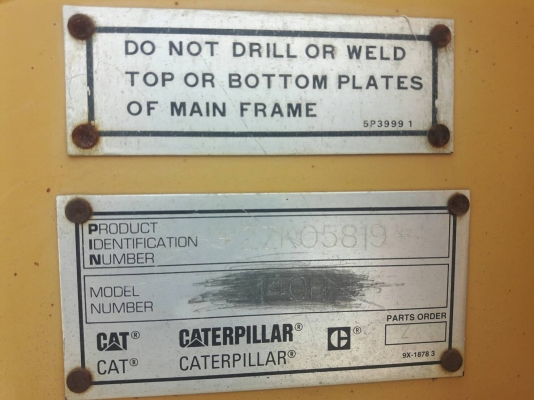 DO NOT DRILL OR WELD
TOP OR BOTTOM PLATES
OF MAIN FRAME
5P3999 1
PRODUCT
IDENTIFICATION
NUMBER
MODEL
NUMBER
CAT® CATERPILLAR®
CAT® CATERPILLAR®
PARTS ORDER
9X-1878 3